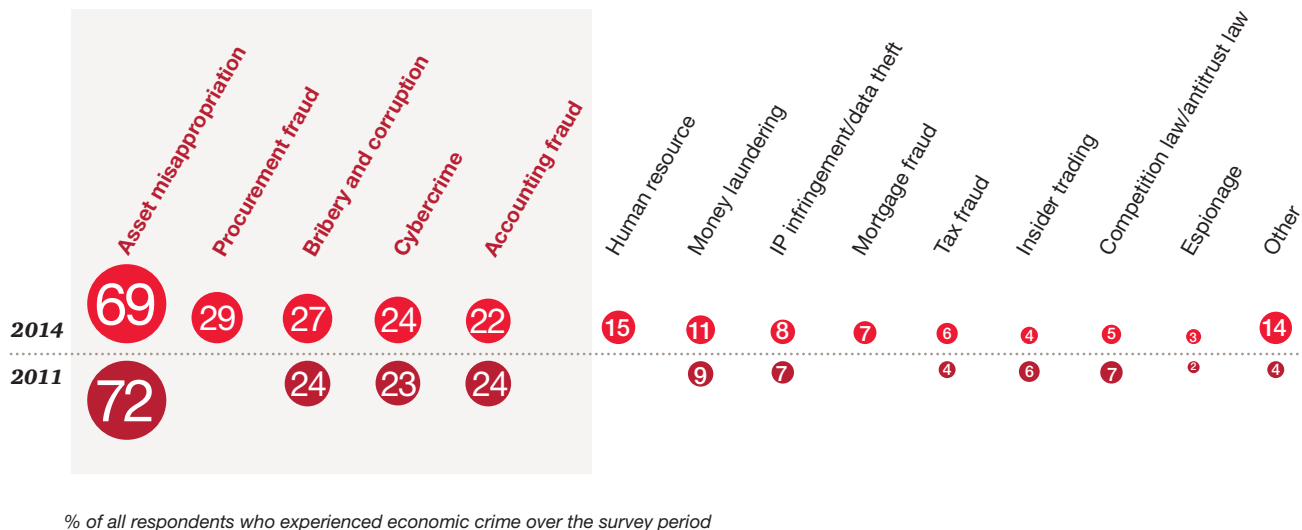 Asset misappropriation
Procurement fraud
Bribery and corruption
Cybercrime
Accounting fraud
Human resource
Money laundering
IP infringement/data theft
Mortgage fraud
Tax fraud
Insider trading
Competition law/antitrust law
Espionage
Other
2014 69 29 27 24 22 15 11 8 7 6 4 5 3 14
2011 72 24 23 24 9 7 4 6 7 2 4
% of all respondents who experienced economic crime over the survey period